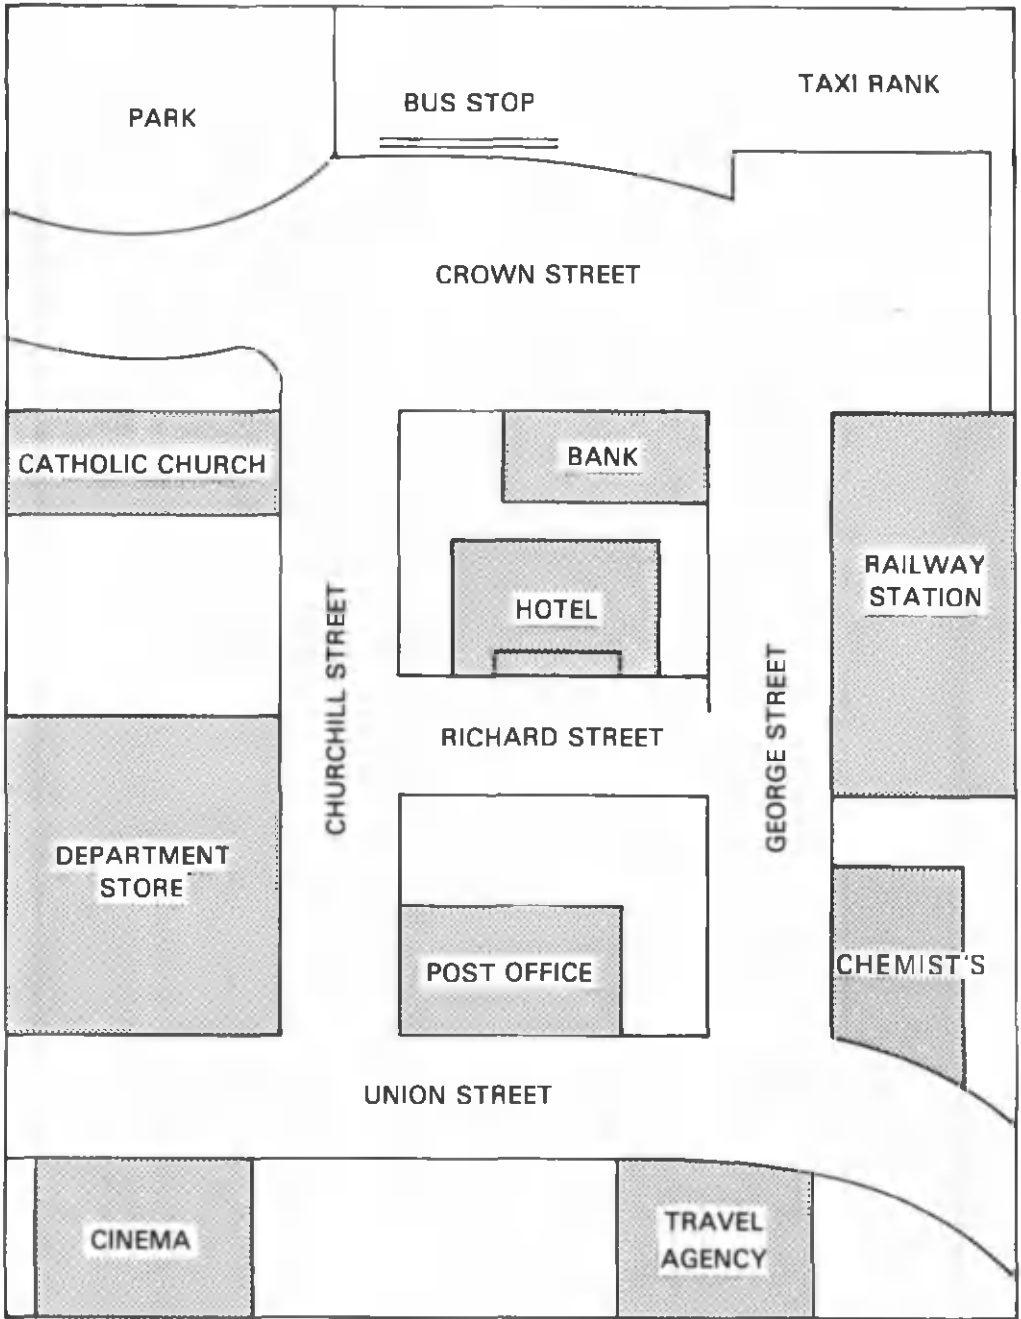 PARK
BUS STOP
TAXI RANK
CROWN STREET
CATHOLIC CHURCH
BANK
HOTEL
RAILWAY
STATION
CHURCHILL STREET
RICHARD STREET
GEORGE STREET
DEPARTMENT
STORE
POST OFFICE
CHEMIST'S
UNION STREET
CINEMA
TRAVEL
AGENCY